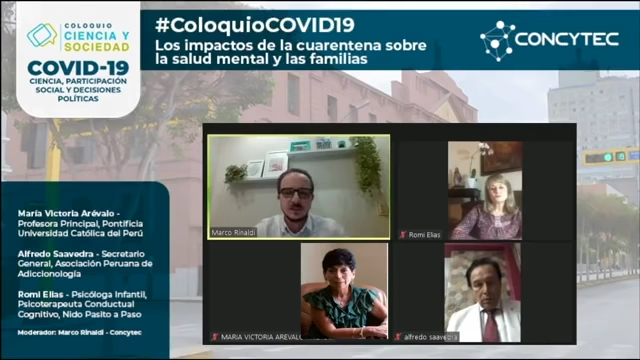 COLOQUIO
CIENCIA Y
SOCIEDAD
COVID-19
CIENCIA, PARTICIPACIÓN
SOCIAL Y DECISIONES
POLÍTICAS
#ColoquioCOVID19
Los impactos de la cuarentena sobre
la salud mental y las familias
CONCYTEC
María Victoria Arévalo -
Profesora Principal, Pontificia
Universidad Católica del Perú
Alfredo Saavedra - Secretario
General, Asociación Peruana de
Adiccionología
Romi Elias - Psicóloga Infantil,
Psicoterapeuta Conductual
Cognitivo, Nido Pasito a Paso
Moderador: Marco Rinaldi - Concytec
Marco Rinaldi
Romi Elias
MARIA VICTORIA AREVALO
alfredo saavedra